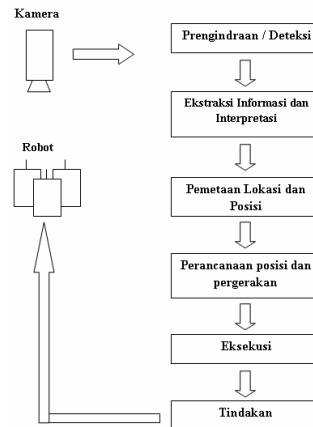 Kamera
Prengindraan / Deteksi
Ekstraksi Informasi dan
Interpretasi
Robot
Pemetaan Lokasi dan
Posisi
Perancanaan posisi dan
pergerakan
Eksekusi
Tindakan